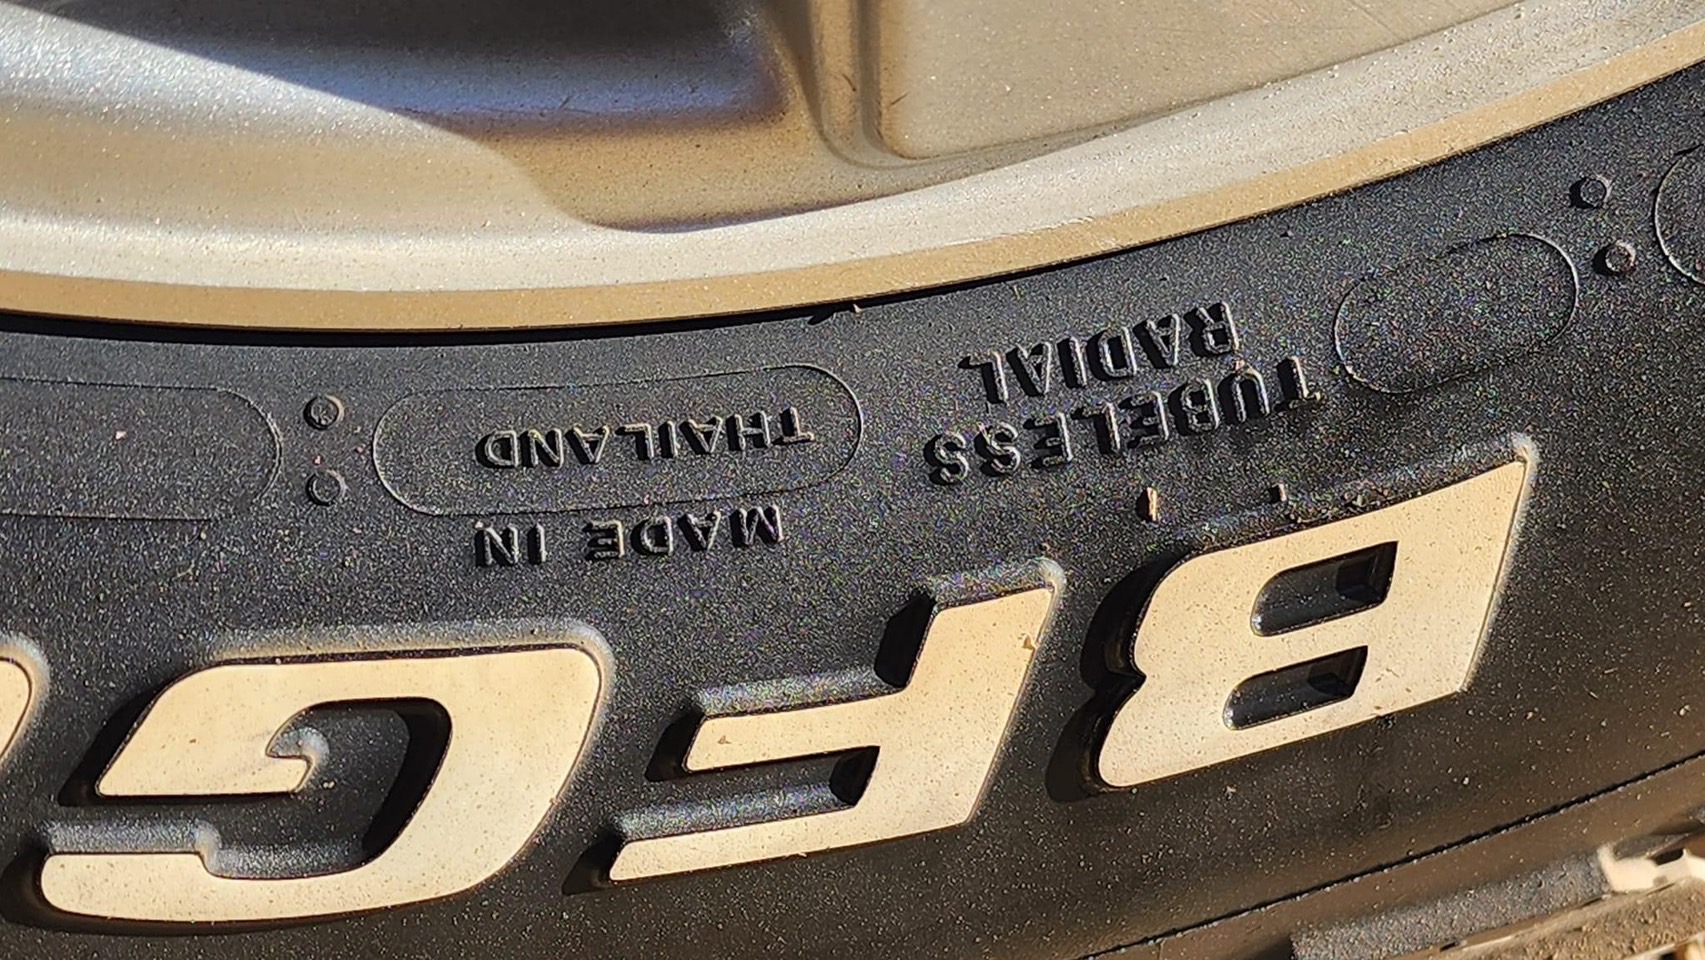 BFG
MADE IN
THAILAND
TUBELESS
RADIAL